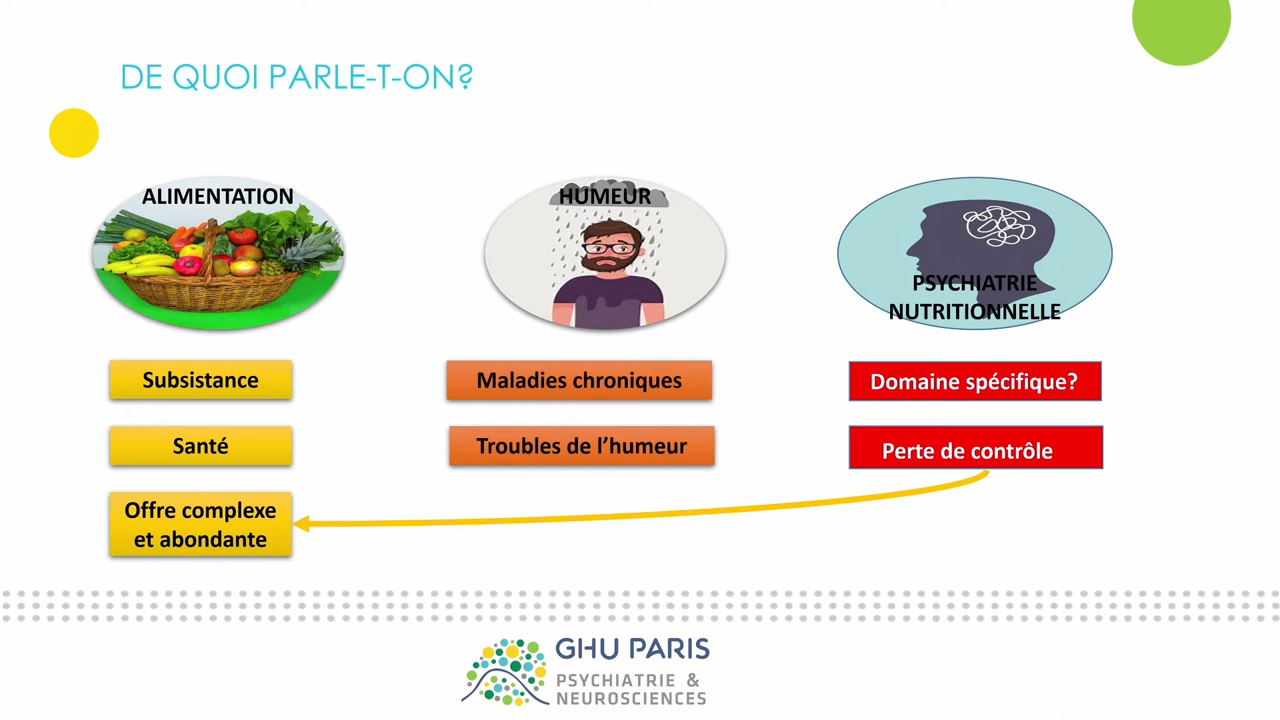 DE QUOI PARLE-T-ON?
ALIMENTATION
HUMEUR
PSYCHIATRIE
NUTRITIONNELLE
Subsistance
Maladies chroniques
Domaine spécifique?
Santé
Troubles de l’humeur
Perte de contrôle
Offre complexe
et abondante
GHU PARIS
PSYCHIATRIE &
NEUROSCIENCES